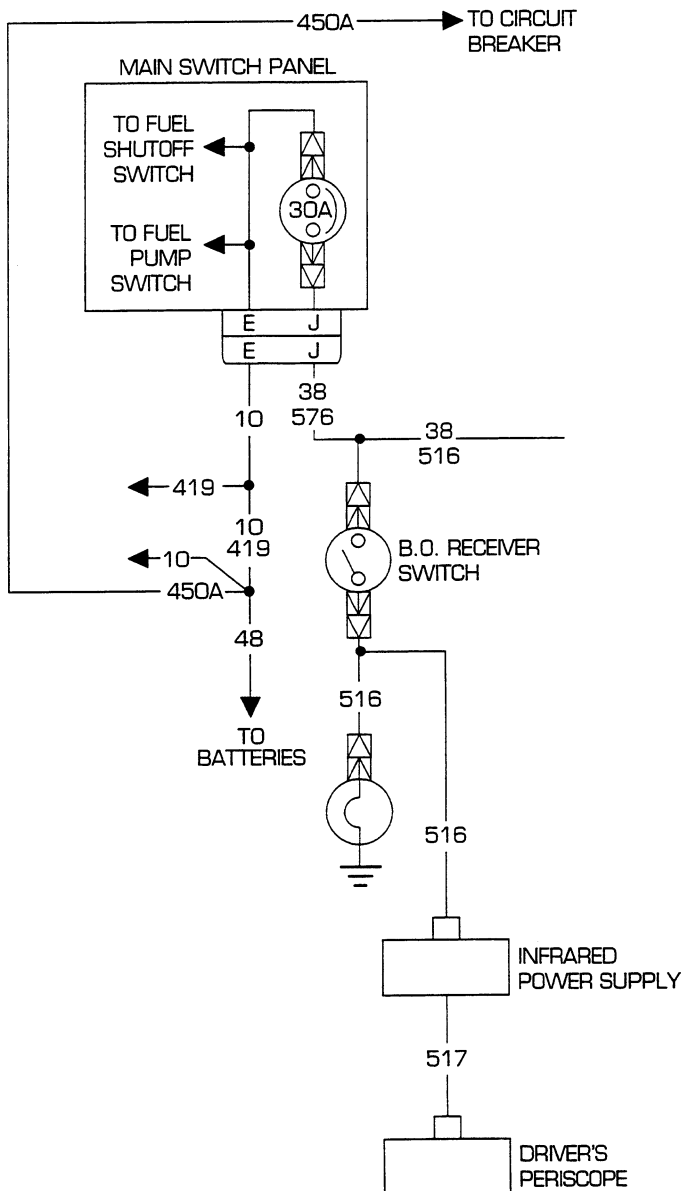 450A
TO CIRCUIT
BREAKER
MAIN SWITCH PANEL
TO FUEL
SHUTOFF
SWITCH
30A
TO FUEL
PUMP
SWITCH
E J
E J
38
576
10
38
516
419
10
419
10
450A
B.O. RECEIVER
SWITCH
48
TO
BATTERIES
516
516
INFRARED
POWER SUPPLY
517
DRIVER'S
PERISCOPE